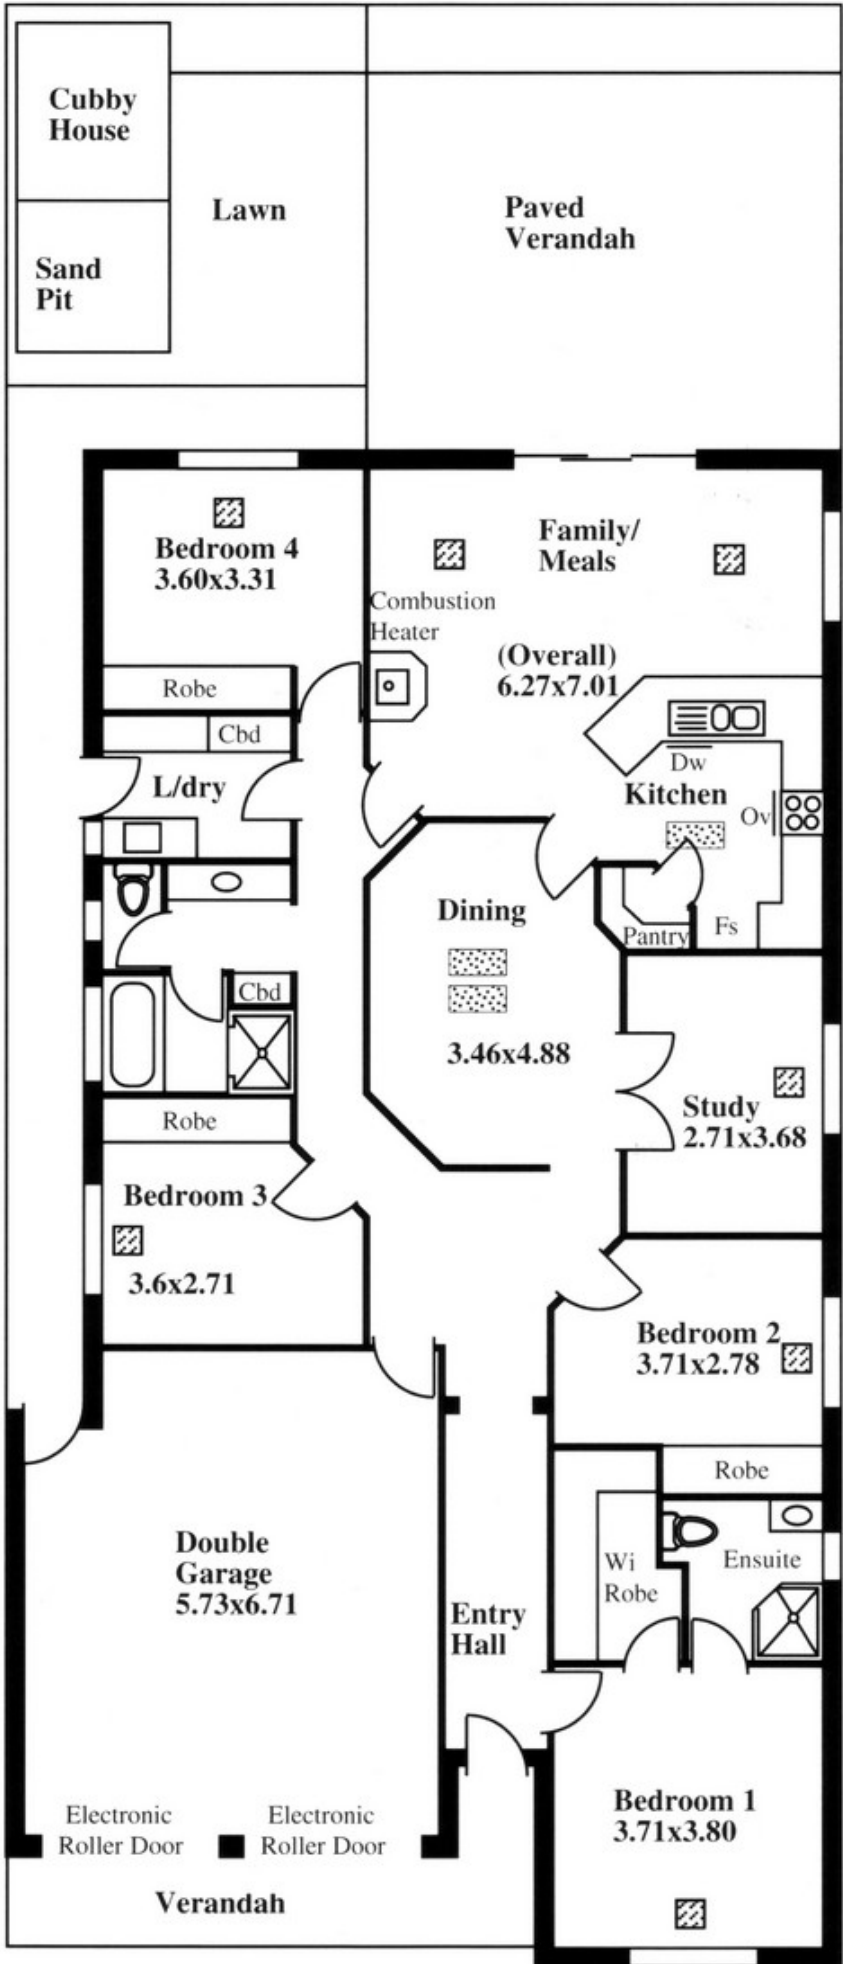 Cubby
House
Lawn
Paved
Verandah
Sand
Pit
Family/
Meals
Bedroom 4
3.60x3.31
Combustion
Heater
(Overall)
6.27x7.01
Robe
Cbd
L/dry
Dw
Kitchen
Ov
Dining
Pantry
Fs
Cbd
3.46x4.88
Robe
Study
2.71x3.68
Bedroom 3
3.6x2.71
Bedroom 2
3.71x2.78
Robe
Double
Garage
5.73x6.71
Wi
Robe
Ensuite
Entry
Hall
Electronic
Roller Door
Electronic
Roller Door
Bedroom 1
3.71x3.80
Verandah